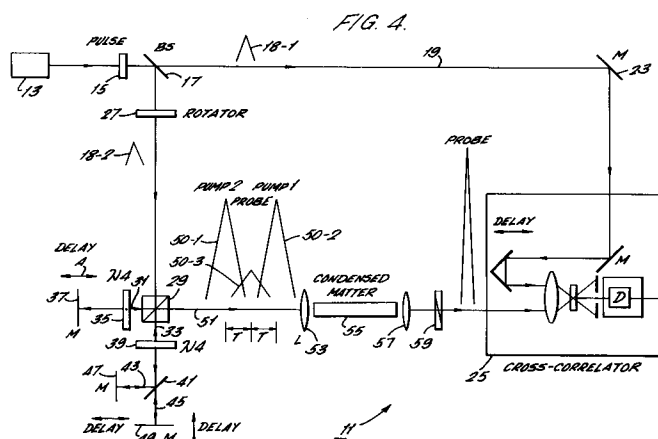 FIG. 4.
PULSE
BS
18-1
19
M
23
13
15
17
27
ROTATOR
PROBE
18-2
PUMP 2
PUMP 1
PROBE
50-1
50-2
50-3
DELAY
M
DELAY
A
λ/4
31
29
CONDENSED
MATTER
37
M
35
33
51
L
53
55
57
59
D
39
λ/4
T
T
25
CROSS-CORRELATOR
47
43
41
M
45
DELAY
49
M
DELAY
11